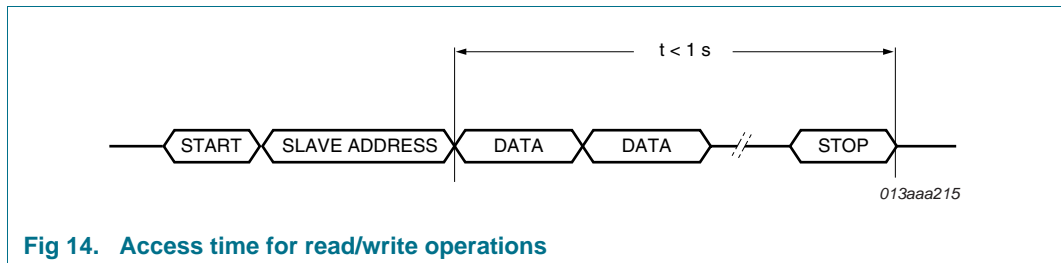 t < 1 s
START SLAVE ADDRESS DATA DATA STOP
013aaa215
Fig 14. Access time for read/write operations